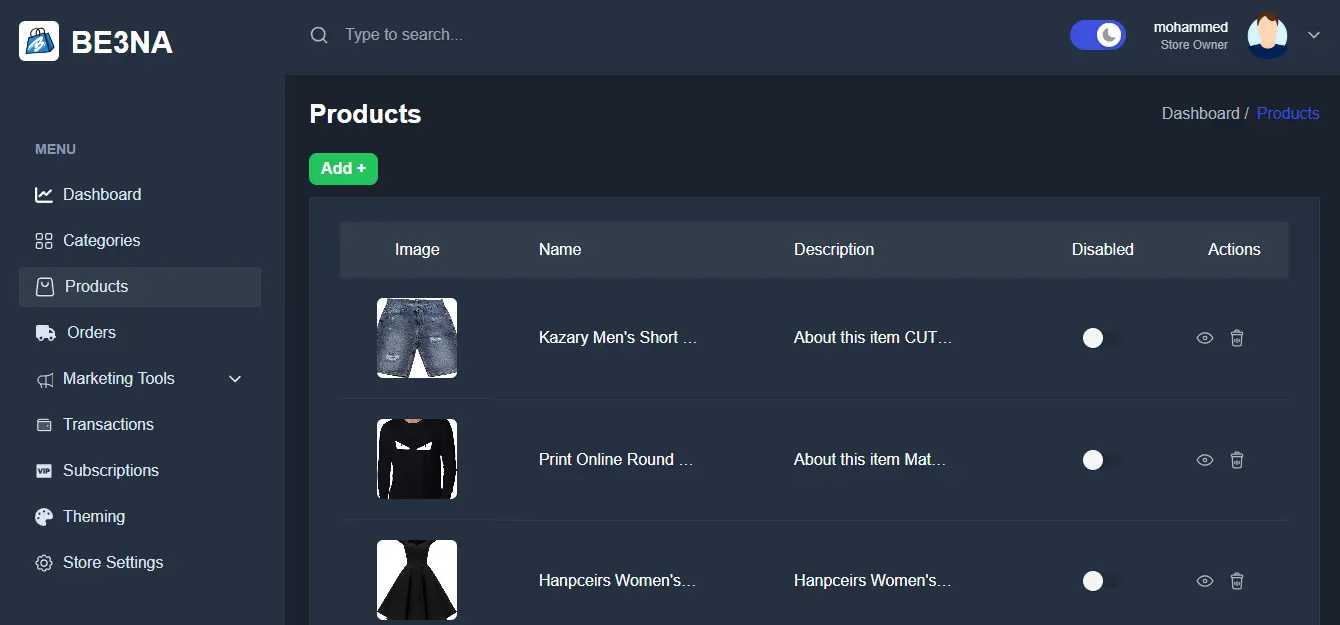 BE3NA
Type to search...
mohammed
Store Owner
MENU
Dashboard
Categories
Products
Orders
Marketing Tools
Transactions
VIP Subscriptions
Theming
Store Settings
Products
Dashboard / Products
Add +
Image Name Description Disabled Actions
Kazary Men's Short … About this item CUT…
Print Online Round … About this item Mat…
Hanpceirs Women's… Hanpceirs Women's…